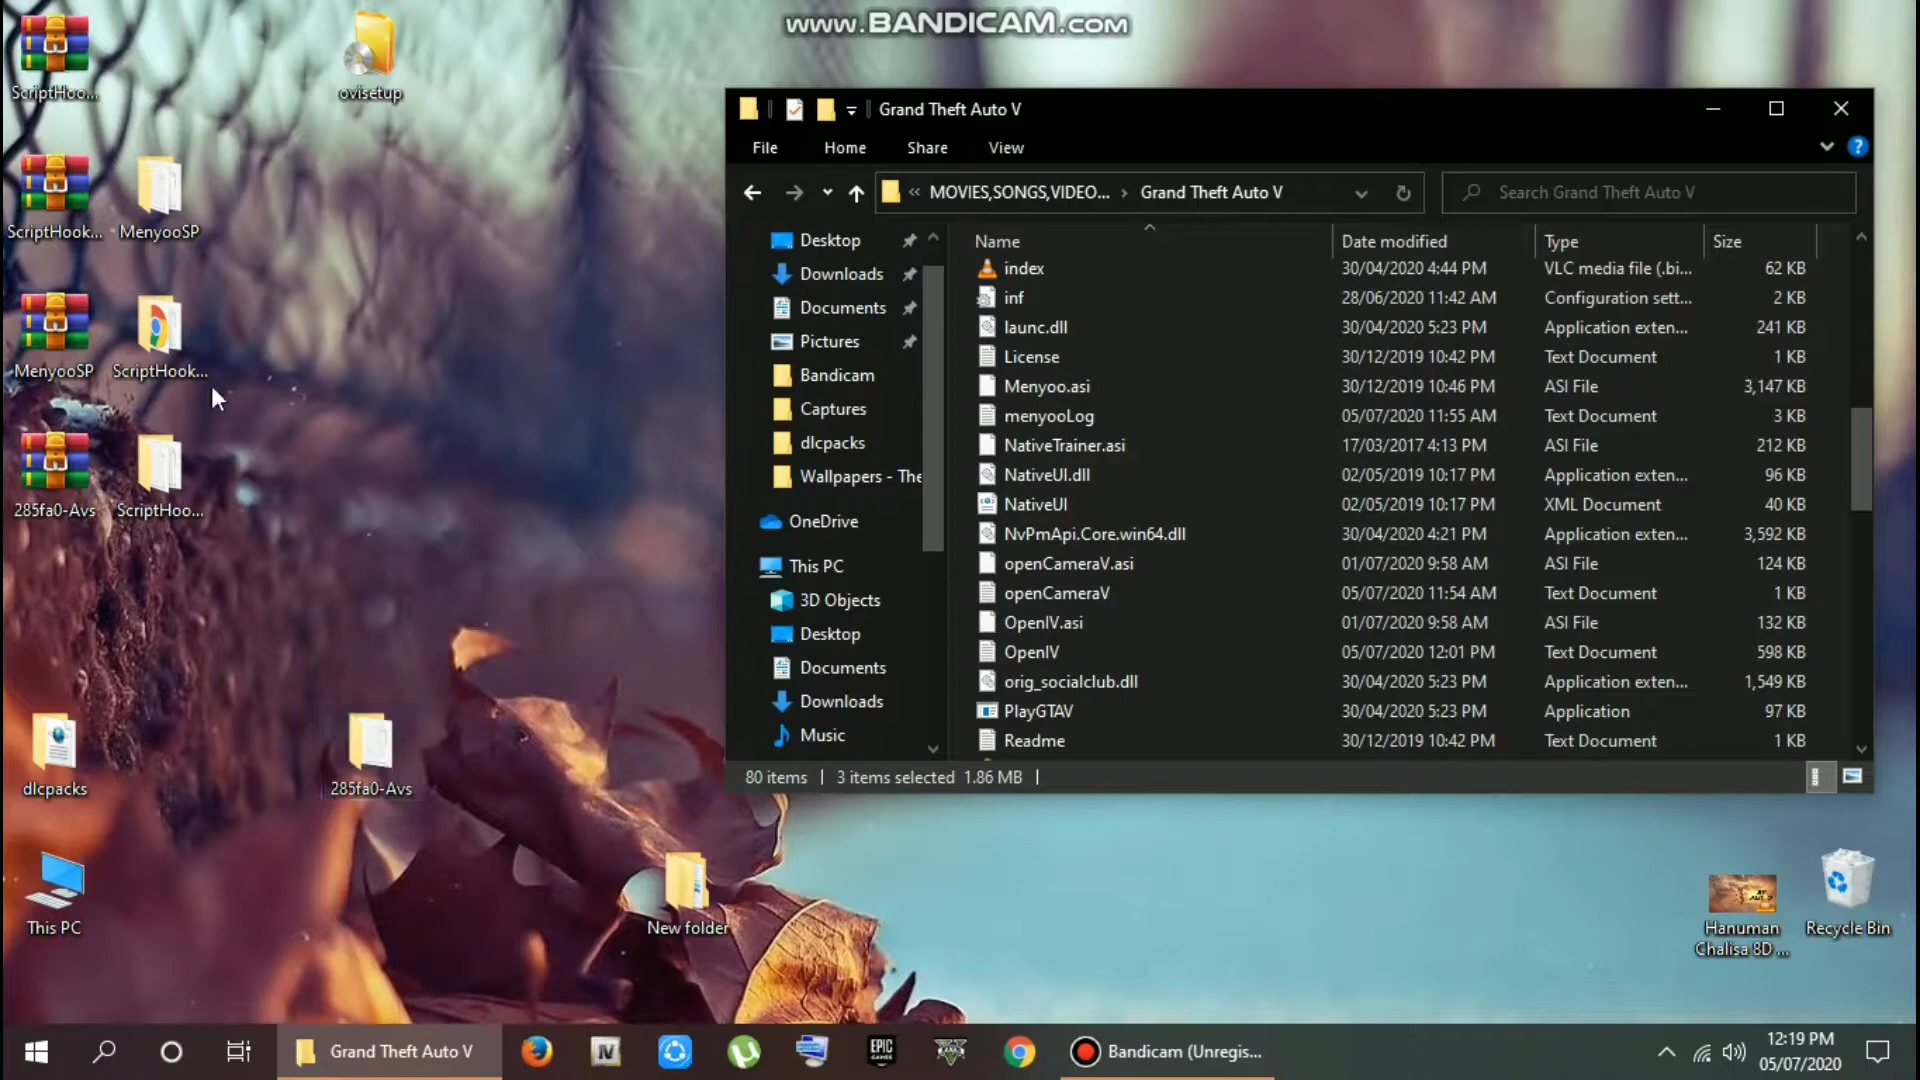 www.BANDICAM.com
ScriptHoo...
ovisetup
ScriptHook...
MenyooSP
MenyooSP
ScriptHook...
285fa0-Avs
ScriptHoo...
dlcpacks
285fa0-Avs
This PC
New folder
Hanuman
Chalisa 8D ...
Recycle Bin
Grand Theft Auto V
File Home Share View
« MOVIES,SONGS,VIDEO... › Grand Theft Auto V
Search Grand Theft Auto V
Desktop
Downloads
Documents
Pictures
Bandicam
Captures
dlcpacks
Wallpapers - The
OneDrive
This PC
3D Objects
Desktop
Documents
Downloads
Music
Name Date modified Type Size
index 30/04/2020 4:44 PM VLC media file (.bi... 62 KB
inf 28/06/2020 11:42 AM Configuration sett... 2 KB
launc.dll 30/04/2020 5:23 PM Application exten... 241 KB
License 30/12/2019 10:42 PM Text Document 1 KB
Menyoo.asi 30/12/2019 10:46 PM ASI File 3,147 KB
menyooLog 05/07/2020 11:55 AM Text Document 3 KB
NativeTrainer.asi 17/03/2017 4:13 PM ASI File 212 KB
NativeUI.dll 02/05/2019 10:17 PM Application exten... 96 KB
NativeUI 02/05/2019 10:17 PM XML Document 40 KB
NvPmApi.Core.win64.dll 30/04/2020 4:21 PM Application exten... 3,592 KB
openCameraV.asi 01/07/2020 9:58 AM ASI File 124 KB
openCameraV 05/07/2020 11:54 AM Text Document 1 KB
OpenIV.asi 01/07/2020 9:58 AM ASI File 132 KB
OpenIV 05/07/2020 12:01 PM Text Document 598 KB
orig_socialclub.dll 30/04/2020 5:23 PM Application exten... 1,549 KB
PlayGTAV 30/04/2020 5:23 PM Application 97 KB
Readme 30/12/2019 10:42 PM Text Document 1 KB
80 items | 3 items selected 1.86 MB |
Grand Theft Auto V
IV
EPIC
GAMES
Bandicam (Unregis...
12:19 PM
05/07/2020